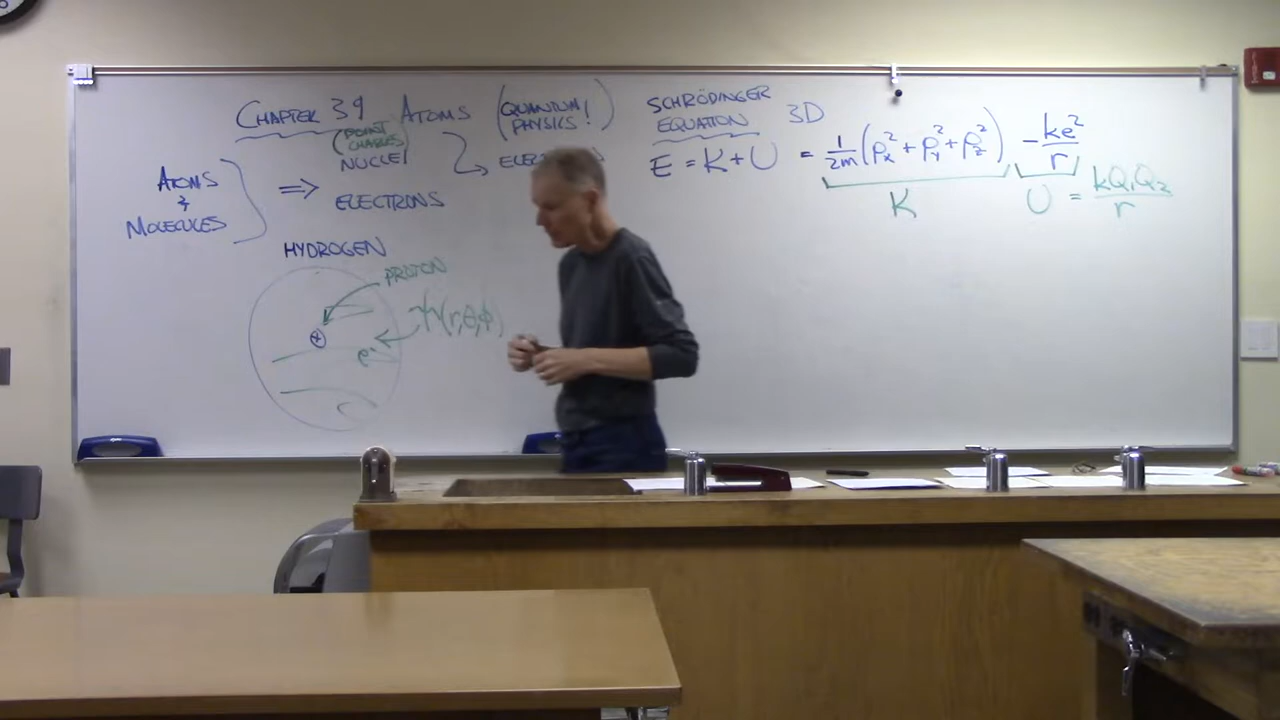 CHAPTER 39 ATOMS (QUANTUM PHYSICS!)
(POINT CHARGES)
NUCLEI
ATOMS & MOLECULES } ⇒
ELECTRONS
HYDROGEN
PROTON
+
e⁻
ψ(r,θ,φ)
SCHRÖDINGER
EQUATION 3D
E = K + U = 1/2m (Px² + Py² + Pz²) - ke²/r
K
U = kQ₁Q₂/r